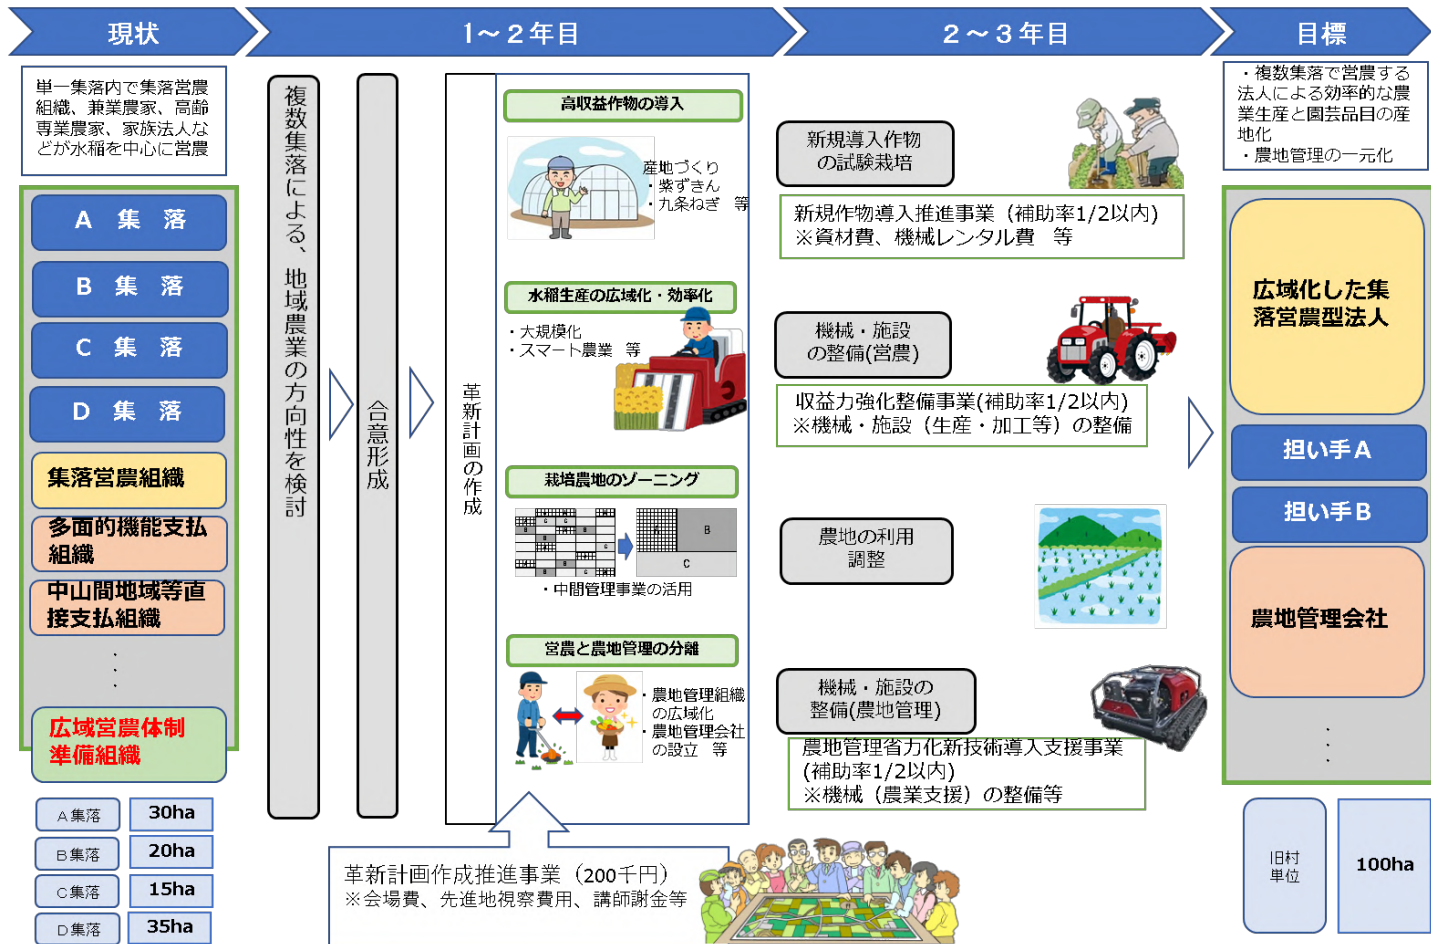 現状
1～2年目
2～3年目
目標
単一集落内で集落営農
組織、兼業農家、高齢
専業農家、家族法人な
どが水稲を中心に営農
A 集 落
B 集 落
C 集 落
D 集 落
集落営農組織
多面的機能支払
組織
中山間地域等直
接支払組織
・
・
・
広域営農体制
準備組織
A集落
30ha
B集落
20ha
C集落
15ha
D集落
35ha
複数集落による、地域農業の方向性を検討
合意形成
革新計画の作成
高収益作物の導入
産地づくり
・紫ずきん
・九条ねぎ 等
水稲生産の広域化・効率化
・大規模化
・スマート農業 等
栽培農地のゾーニング
A
B
C
・中間管理事業の活用
営農と農地管理の分離
・農地管理組織
の広域化
・農地管理会社
の設立 等
革新計画作成推進事業（200千円）
※会場費、先進地視察費用、講師謝金等
新規導入作物
の試験栽培
新規作物導入推進事業（補助率1/2以内)
※資材費、機械レンタル費 等
機械・施設
の整備(営農)
収益力強化整備事業(補助率1/2以内)
※機械・施設（生産・加工等）の整備
農地の利用
調整
機械・施設の
整備(農地管理)
農地管理省力化新技術導入支援事業
(補助率1/2以内)
※機械（農業支援）の整備等
・複数集落で営農する
法人による効率的な農
業生産と園芸品目の産
地化
・農地管理の一元化
広域化した集
落営農型法人
担い手A
担い手B
農地管理会社
・
・
・
旧村
単位
100ha